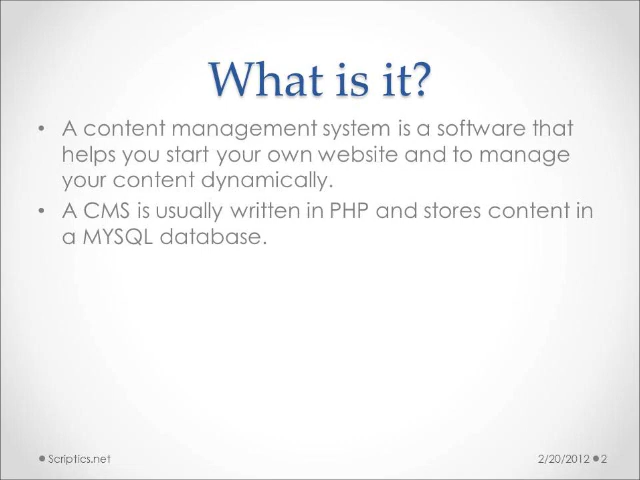 What is it?
• A content management system is a software that
helps you start your own website and to manage
your content dynamically.
• A CMS is usually written in PHP and stores content in
a MYSQL database.
Scriptics.net
2/20/2012 2